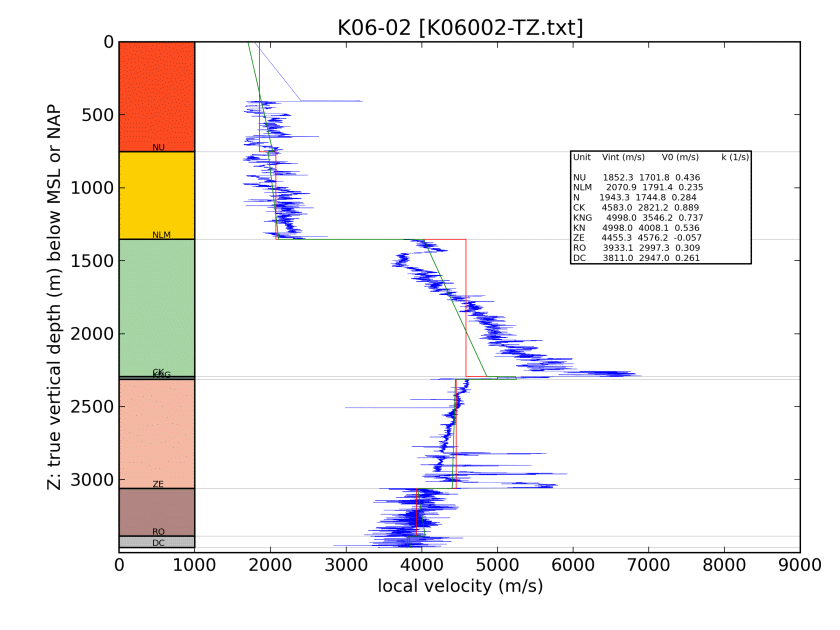 K06-02 [K06002-TZ.txt]
Z: true vertical depth (m) below MSL or NAP
0
500
1000
1500
2000
2500
3000
NU
NLM
CK
KNG
ZE
RO
DC
Unit Vint (m/s) V0 (m/s) k (1/s)
NU 1852.3 1701.8 0.436
NLM 2070.9 1791.4 0.235
N 1943.3 1744.8 0.284
CK 4583.0 2821.2 0.889
KNG 4998.0 3546.2 0.737
KN 4998.0 4008.1 0.536
ZE 4455.3 4576.2 -0.057
RO 3933.1 2997.3 0.309
DC 3811.0 2947.0 0.261
0 1000 2000 3000 4000 5000 6000 7000 8000 9000
local velocity (m/s)